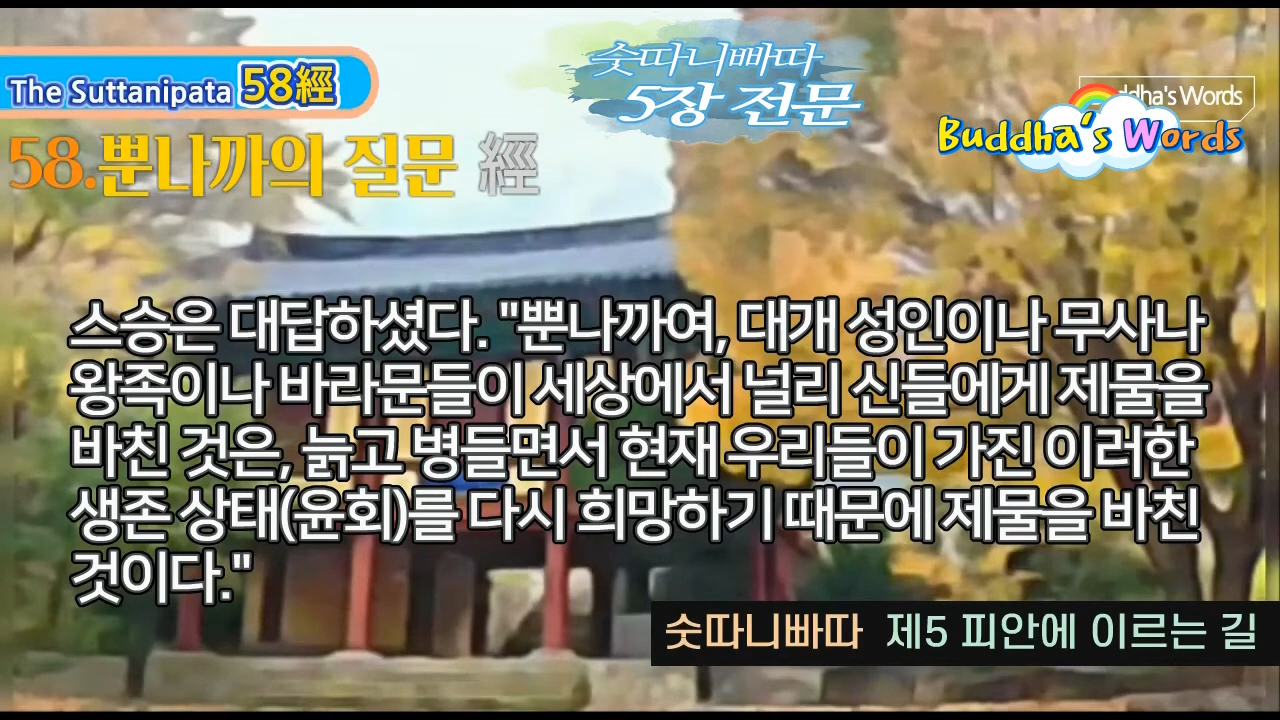 The Suttanipata 58經
숫따니빠따
5장 전문
dha's Words
Buddha's Words
58.뿐나까의 질문 經
스승은 대답하셨다. "뿐나까여, 대개 성인이나 무사나
왕족이나 바라문들이 세상에서 널리 신들에게 제물을
바친 것은, 늙고 병들면서 현재 우리들이 가진 이러한
생존 상태(윤회)를 다시 희망하기 때문에 제물을 바친
것이다."
숫따니빠따 제5 피안에 이르는 길